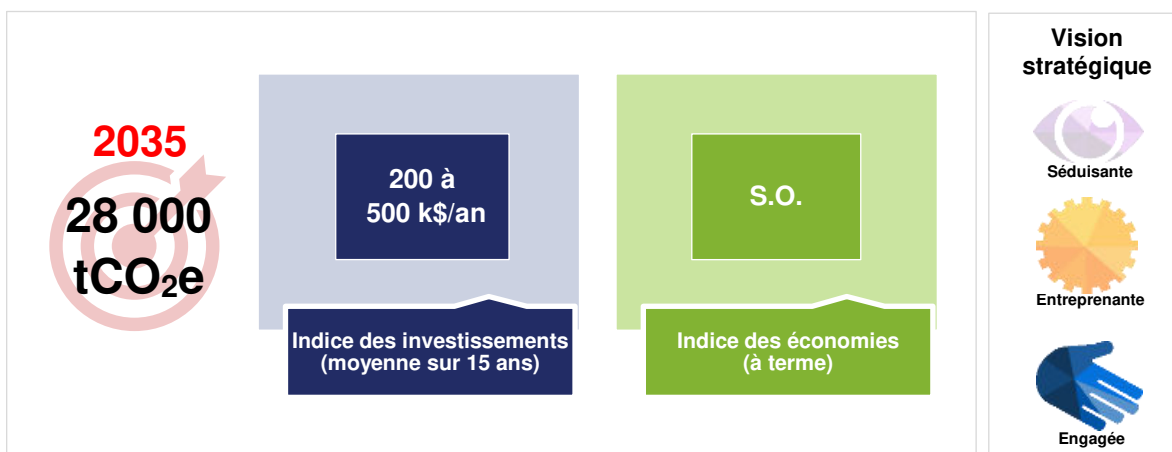 2035
28 000
tCO₂e
200 à
500 k$/an
Indice des investissements
(moyenne sur 15 ans)
S.O.
Indice des économies
(à terme)
Vision
stratégique
Séduisante
Entreprenante
Engagée